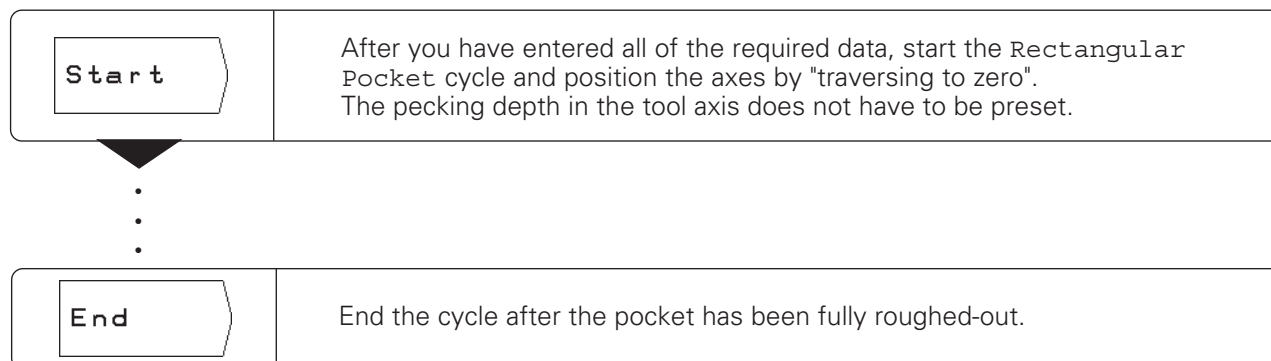 Start
After you have entered all of the required data, start the Rectangular
Pocket cycle and position the axes by "traversing to zero".
The pecking depth in the tool axis does not have to be preset.
End
End the cycle after the pocket has been fully roughed-out.